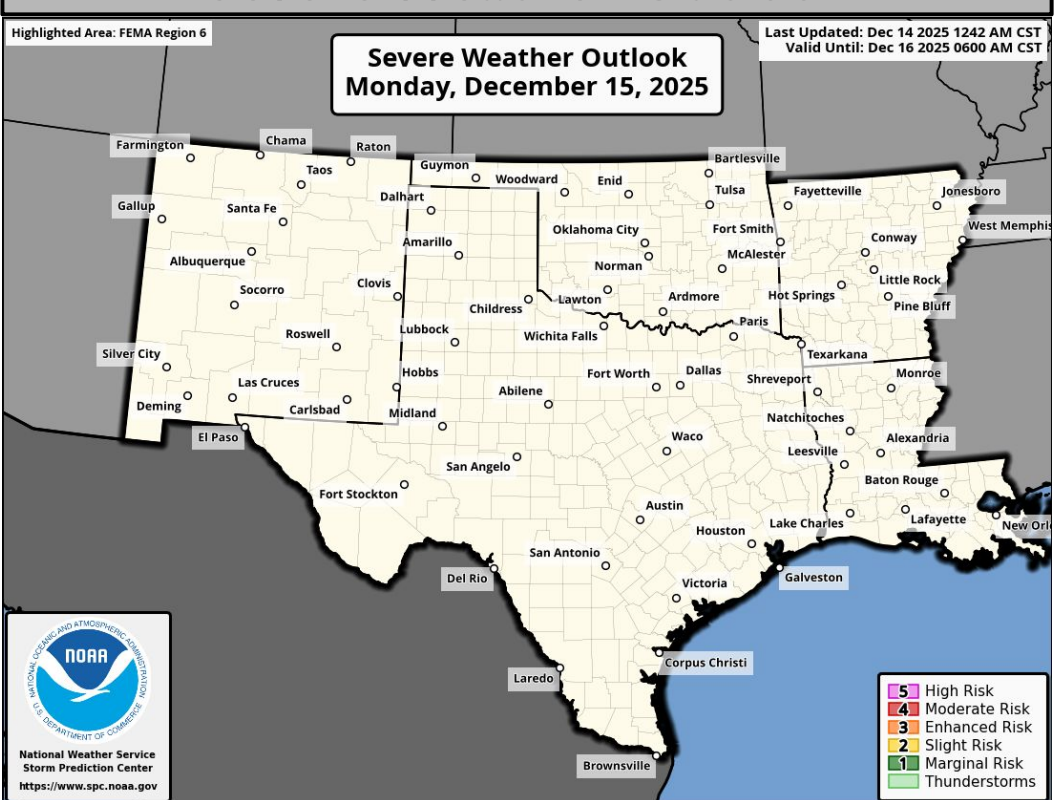 Highlighted Area: FEMA Region 6
Last Updated: Dec 14 2025 1242 AM CST
Valid Until: Dec 16 2025 0600 AM CST
Severe Weather Outlook
Monday, December 15, 2025
Farmington
Chama
Raton
Taos
Guymon
Woodward
Enid
Bartlesville
Tulsa
Fayetteville
Jonesboro
Gallup
Santa Fe
Dalhart
Oklahoma City
Fort Smith
West Memphis
Albuquerque
Amarillo
Norman
McAlester
Conway
Socorro
Clovis
Childress
Lawton
Ardmore
Hot Springs
Little Rock
Pine Bluff
Roswell
Lubbock
Wichita Falls
Paris
Texarkana
Silver City
Las Cruces
Hobbs
Abilene
Fort Worth
Dallas
Shreveport
Monroe
Deming
Carlsbad
Midland
Natchitoches
El Paso
San Angelo
Waco
Leesville
Alexandria
Fort Stockton
Baton Rouge
Austin
Houston
Lake Charles
Lafayette
New Orl
San Antonio
Del Rio
Victoria
Galveston
Laredo
Corpus Christi
Brownsville
NATIONAL OCEANIC AND ATMOSPHERIC ADMINISTRATION
NOAA
U.S. DEPARTMENT OF COMMERCE
National Weather Service
Storm Prediction Center
https://www.spc.noaa.gov
5 High Risk
4 Moderate Risk
3 Enhanced Risk
2 Slight Risk
1 Marginal Risk
Thunderstorms